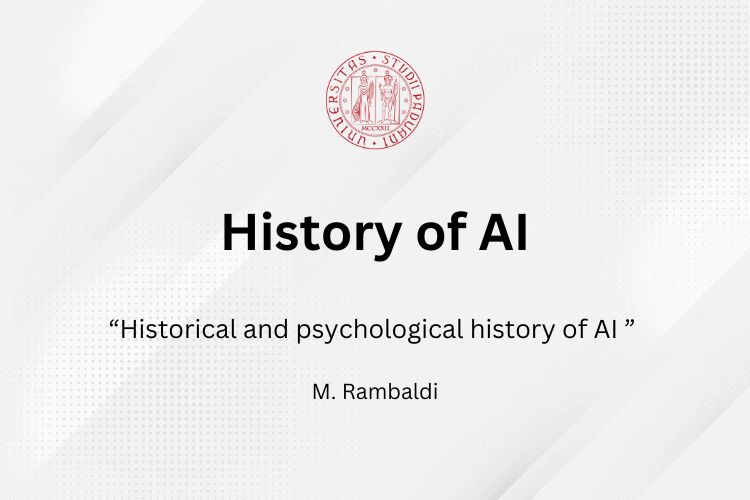 UNIVERSITAS • STUDII PADUANI •
MCCXXII
History of AI
“Historical and psychological history of AI ”
M. Rambaldi